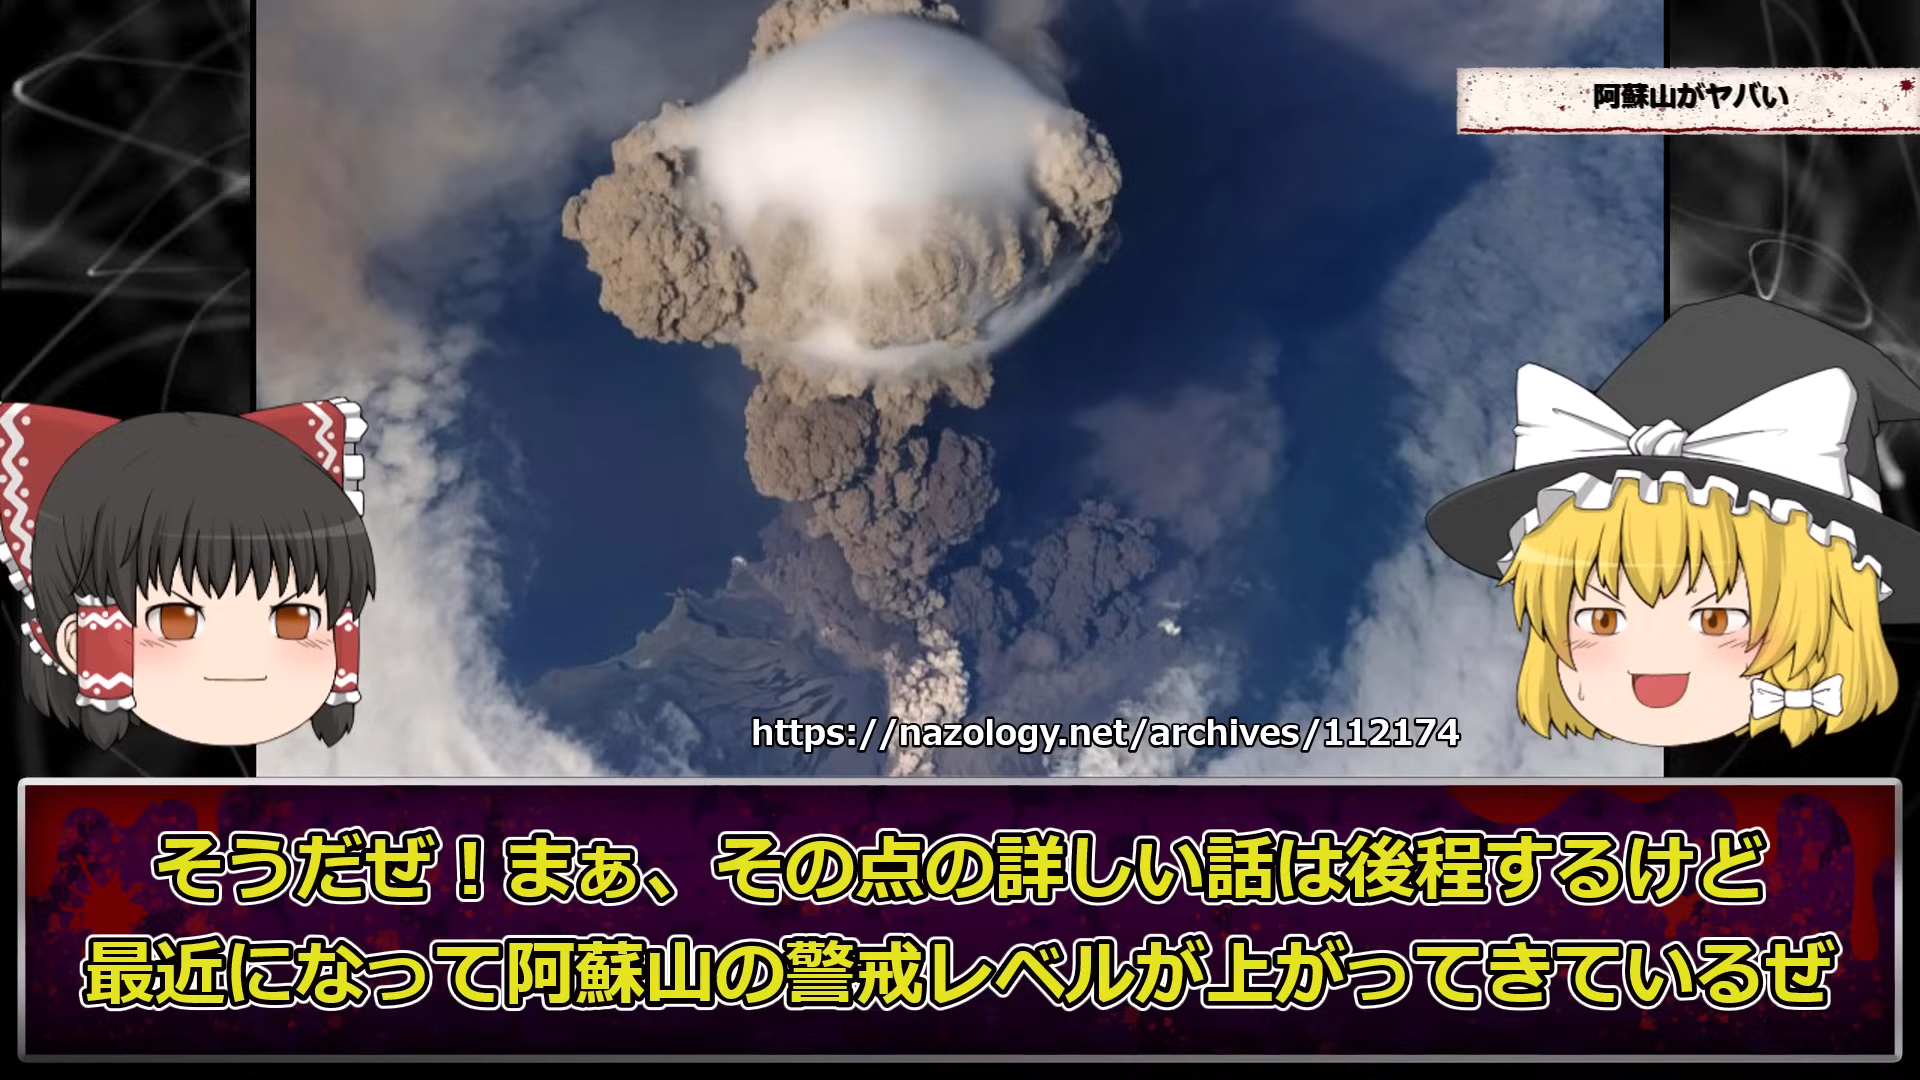 阿蘇山がヤバい
https://nazology.net/archives/112174
そうだぜ！まぁ、その点の詳しい話は後程するけど
最近になって阿蘇山の警戒レベルが上がってきているぜ